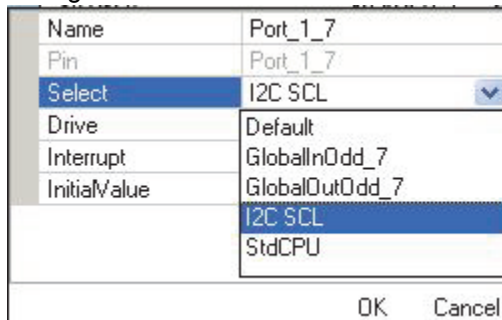 Name Port_1_7
Pin Port_1_7
Select I2C SCL
Drive Default
Interrupt GlobalInOdd_7
InitialValue GlobalOutOdd_7
I2C SCL
StdCPU
OK Cancel